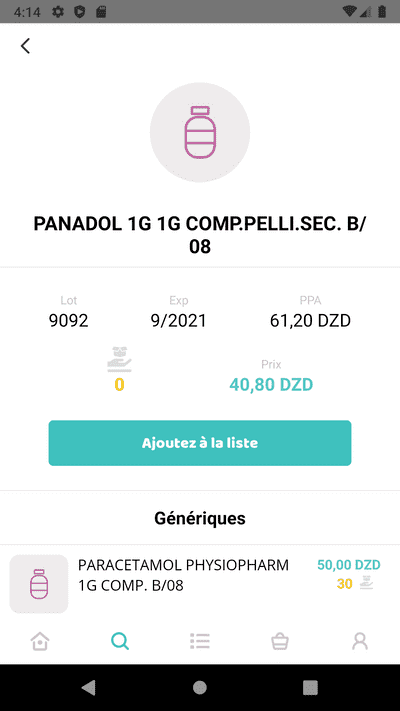 4:14
PANADOL 1G 1G COMP.PELLI.SEC. B/
08
Lot Exp PPA
9092 9/2021 61,20 DZD
Prix
0 40,80 DZD
Ajoutez à la liste
Génériques
PARACETAMOL PHYSIOPHARM 50,00 DZD
1G COMP. B/08 30